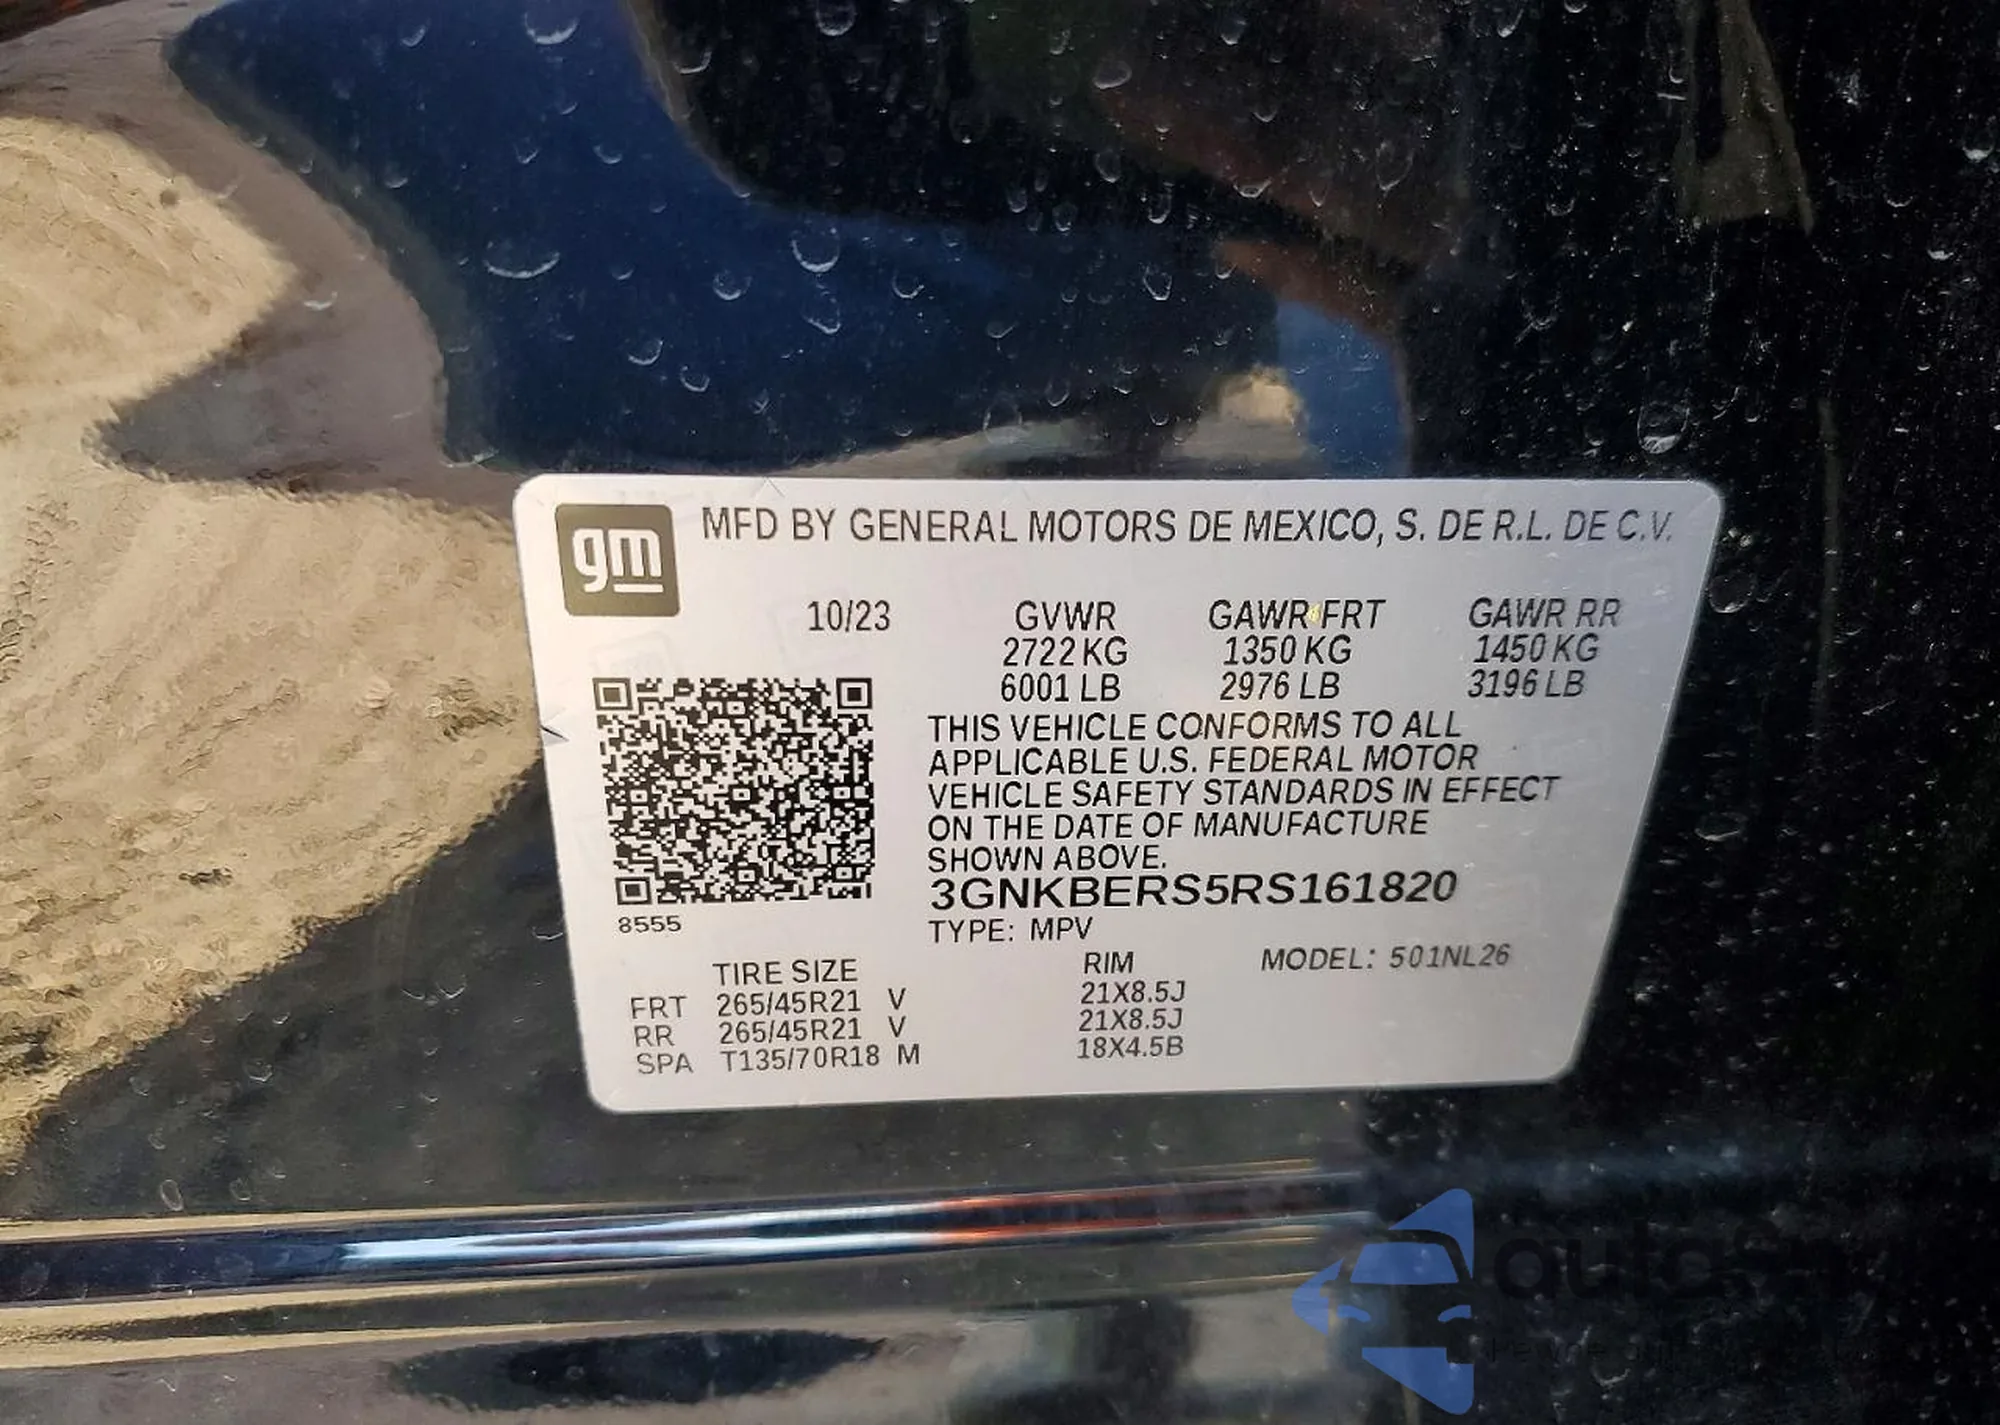 gm MFD BY GENERAL MOTORS DE MEXICO, S. DE R.L. DE C.V.
10/23 GVWR GAWR FRT GAWR RR
2722 KG 1350 KG 1450 KG
6001 LB 2976 LB 3196 LB
THIS VEHICLE CONFORMS TO ALL
APPLICABLE U.S. FEDERAL MOTOR
VEHICLE SAFETY STANDARDS IN EFFECT
ON THE DATE OF MANUFACTURE
SHOWN ABOVE.
3GNKBERS5RS161820
8555
TYPE: MPV
TIRE SIZE RIM MODEL: 501NL26
FRT 265/45R21 V 21X8.5J
RR 265/45R21 V 21X8.5J
SPA T135/70R18 M 18X4.5B